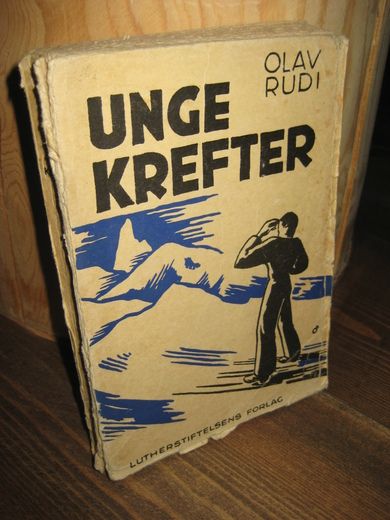 OLAV
RUDI
UNGE
KREFTER
LUTHERSTIFTELSENS FORLAG